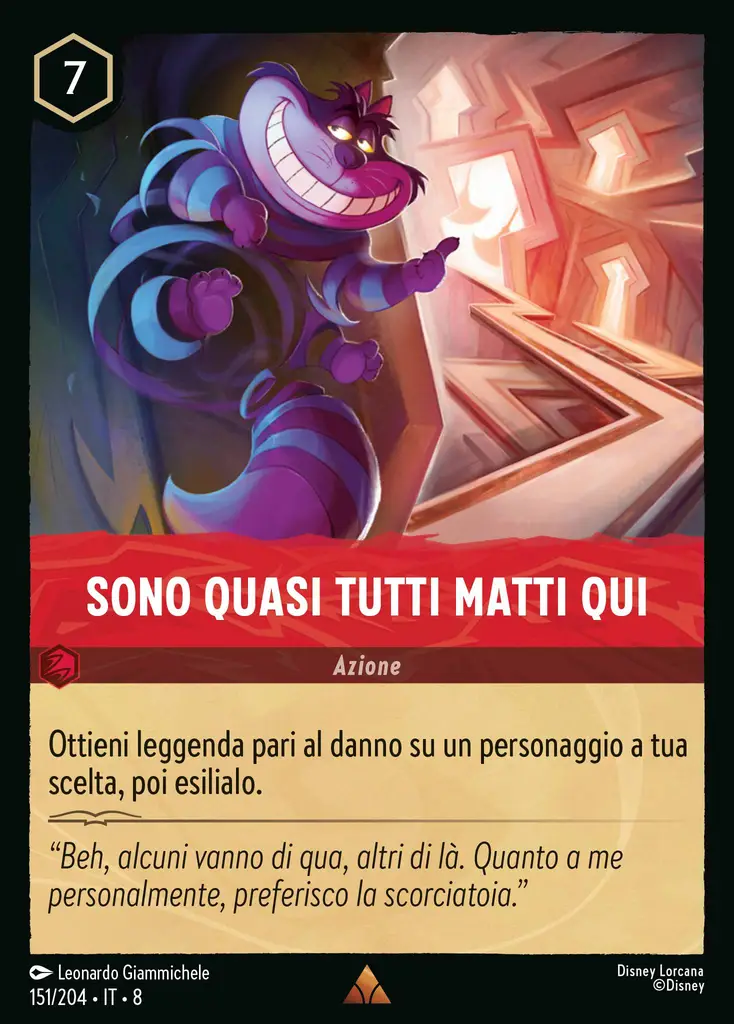 7
SONO QUASI TUTTI MATTI QUI
Azione
Ottieni leggenda pari al danno su un personaggio a tua
scelta, poi esilialo.
“Beh, alcuni vanno di qua, altri di là. Quanto a me
personalmente, preferisco la scorciatoia.”
Leonardo Giammichele
151/204 • IT • 8
Disney Lorcana
©Disney